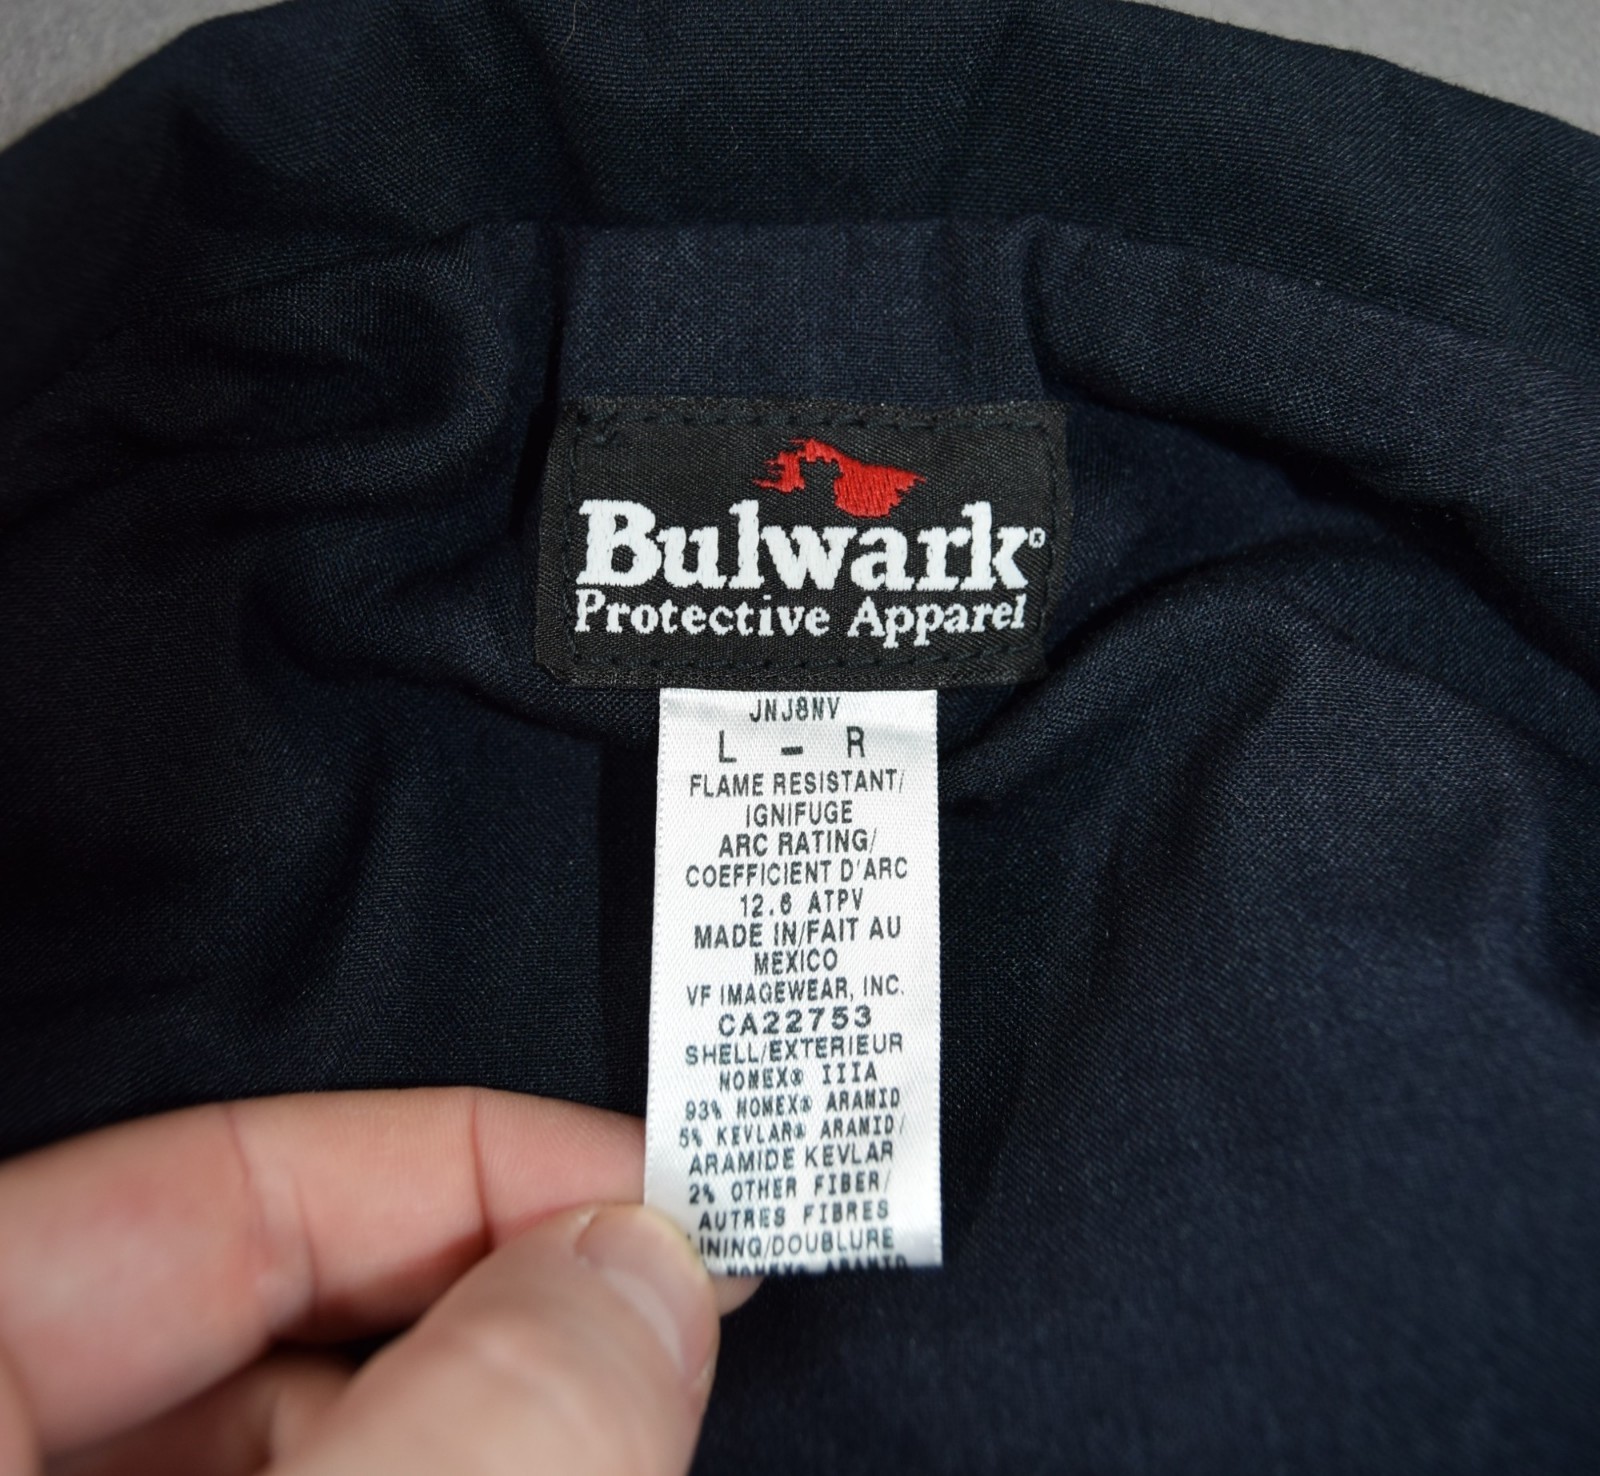 Bulwark®
Protective Apparel
JNJ8NV
L - R
FLAME RESISTANT/
IGNIFUGE
ARC RATING/
COEFFICIENT D'ARC
12.6 ATPV
MADE IN/FAIT AU
MEXICO
VF IMAGEWEAR, INC.
CA22753
SHELL/EXTERIEUR
NOMEX® IIIA
93% NOMEX® ARAMID
5% KEVLAR® ARAMID/
ARAMIDE KEVLAR
2% OTHER FIBER/
AUTRES FIBRES
LINING/DOUBLURE
NOMEX® ARAMID